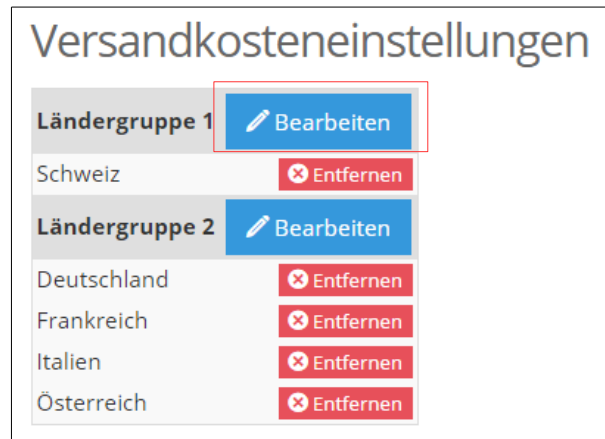 Versandkosteneinstellungen
Ländergruppe 1 Bearbeiten
Schweiz Entfernen
Ländergruppe 2 Bearbeiten
Deutschland Entfernen
Frankreich Entfernen
Italien Entfernen
Österreich Entfernen